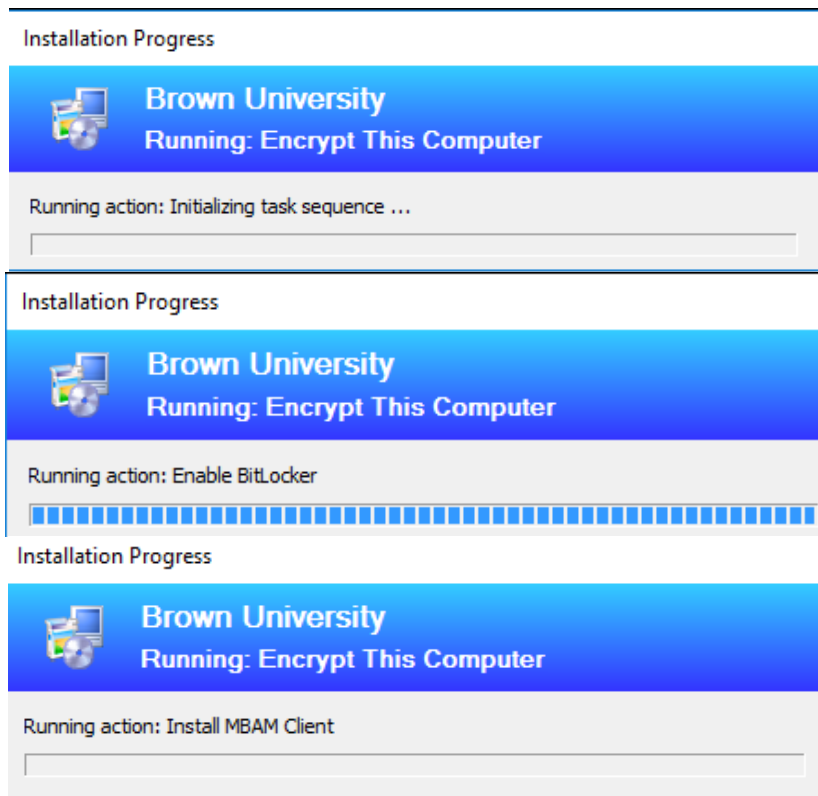 Installation Progress
Brown University
Running: Encrypt This Computer
Running action: Initializing task sequence ...
Installation Progress
Brown University
Running: Encrypt This Computer
Running action: Enable BitLocker
Installation Progress
Brown University
Running: Encrypt This Computer
Running action: Install MBAM Client